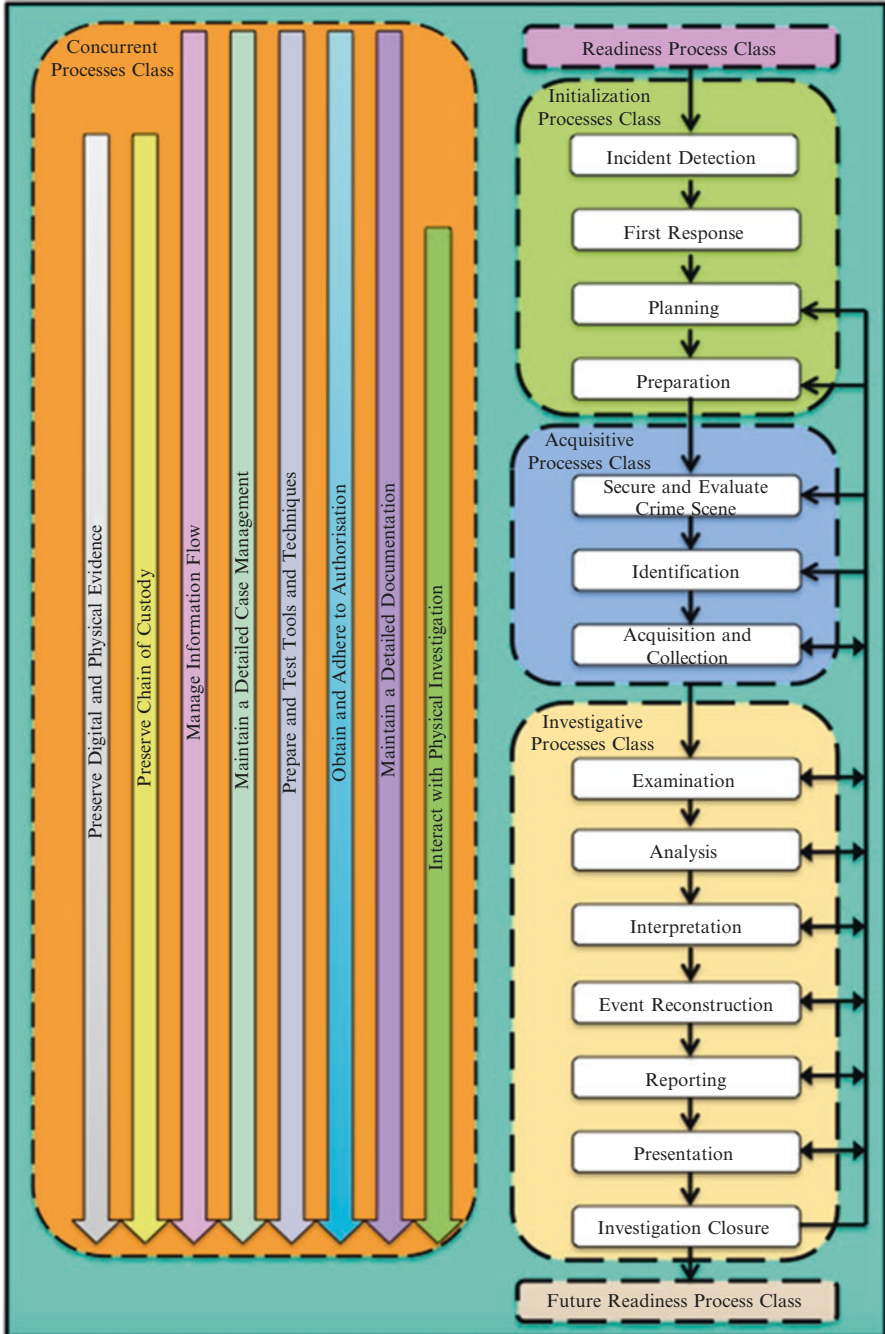 Concurrent
Processes Class
Preserve Digital and Physical Evidence
Preserve Chain of Custody
Manage Information Flow
Maintain a Detailed Case Management
Prepare and Test Tools and Techniques
Obtain and Adhere to Authorisation
Maintain a Detailed Documentation
Interact with Physical Investigation
Readiness Process Class
Initialization
Processes Class
Incident Detection
First Response
Planning
Preparation
Acquisitive
Processes Class
Secure and Evaluate
Crime Scene
Identification
Acquisition and
Collection
Investigative
Processes Class
Examination
Analysis
Interpretation
Event Reconstruction
Reporting
Presentation
Investigation Closure
Future Readiness Process Class